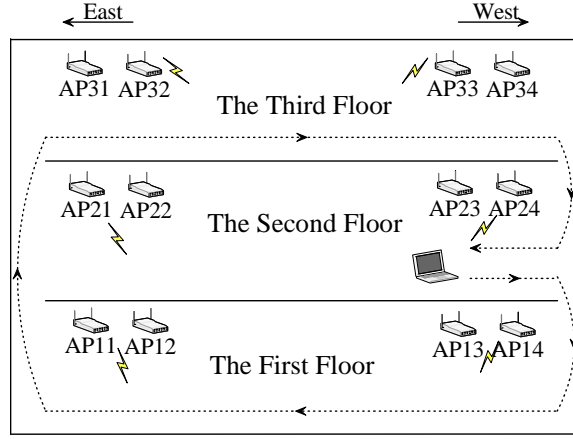 East West
AP31 AP32 AP33 AP34
The Third Floor
AP21 AP22 AP23 AP24
The Second Floor
AP11 AP12 AP13 AP14
The First Floor